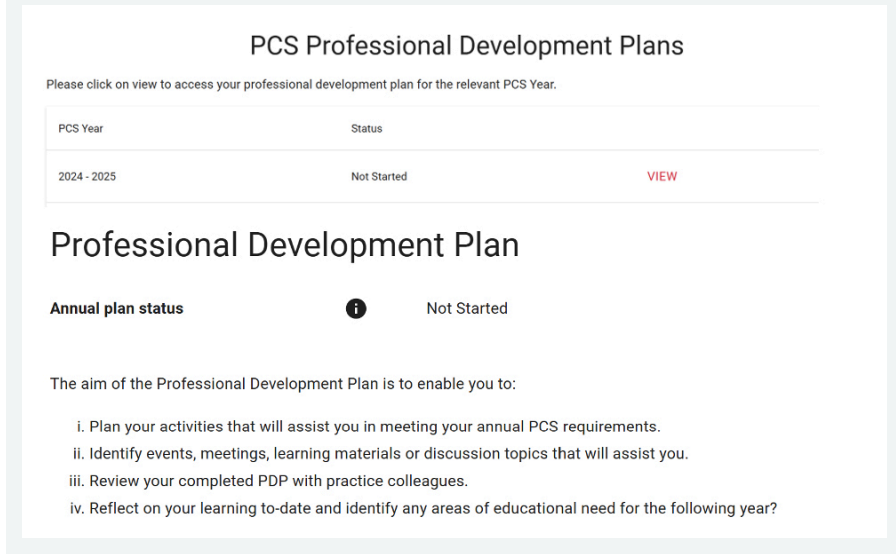 PCS Professional Development Plans
Please click on view to access your professional development plan for the relevant PCS Year.
PCS Year Status
2024 - 2025 Not Started VIEW
Professional Development Plan
Annual plan status i Not Started
The aim of the Professional Development Plan is to enable you to:
i. Plan your activities that will assist you in meeting your annual PCS requirements.
ii. Identify events, meetings, learning materials or discussion topics that will assist you.
iii. Review your completed PDP with practice colleagues.
iv. Reflect on your learning to-date and identify any areas of educational need for the following year?